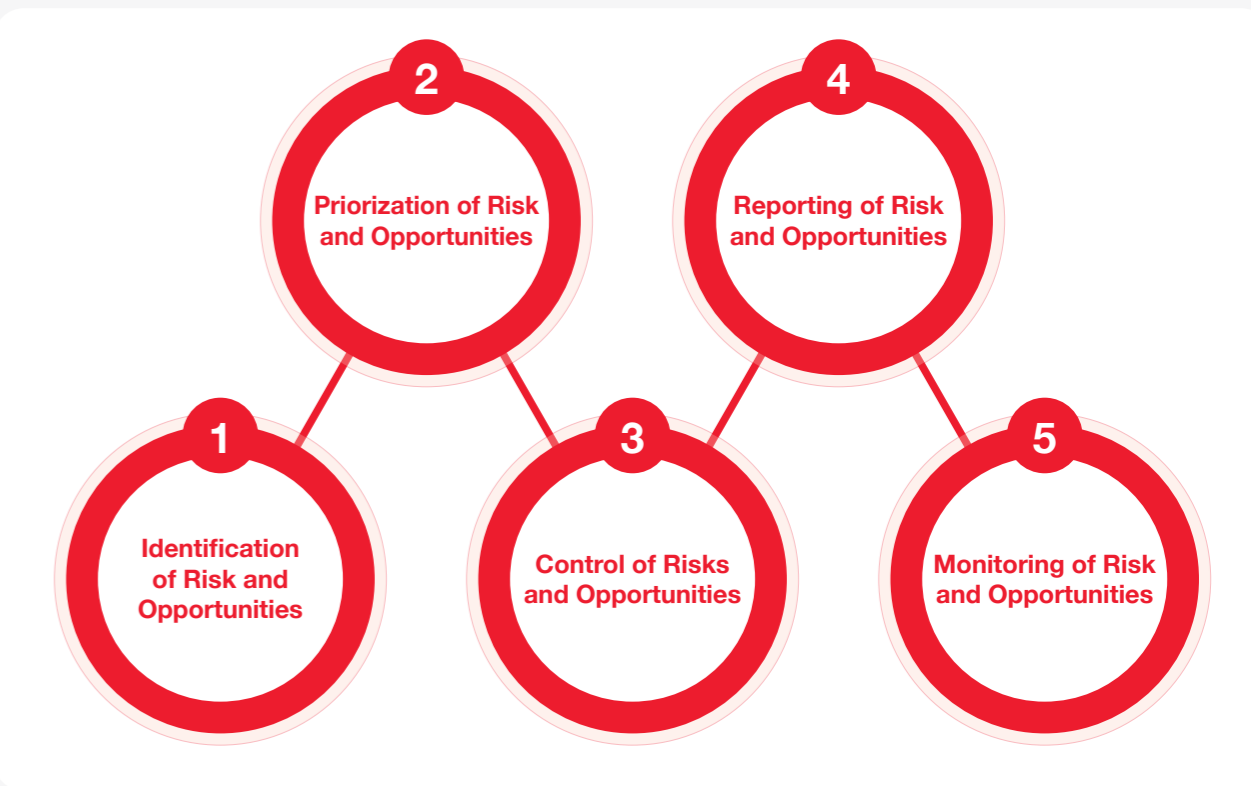 1
Identification
of Risk and
Opportunities
2
Priorization of Risk
and Opportunities
3
Control of Risks
and Opportunities
4
Reporting of Risk
and Opportunities
5
Monitoring of Risk
and Opportunities